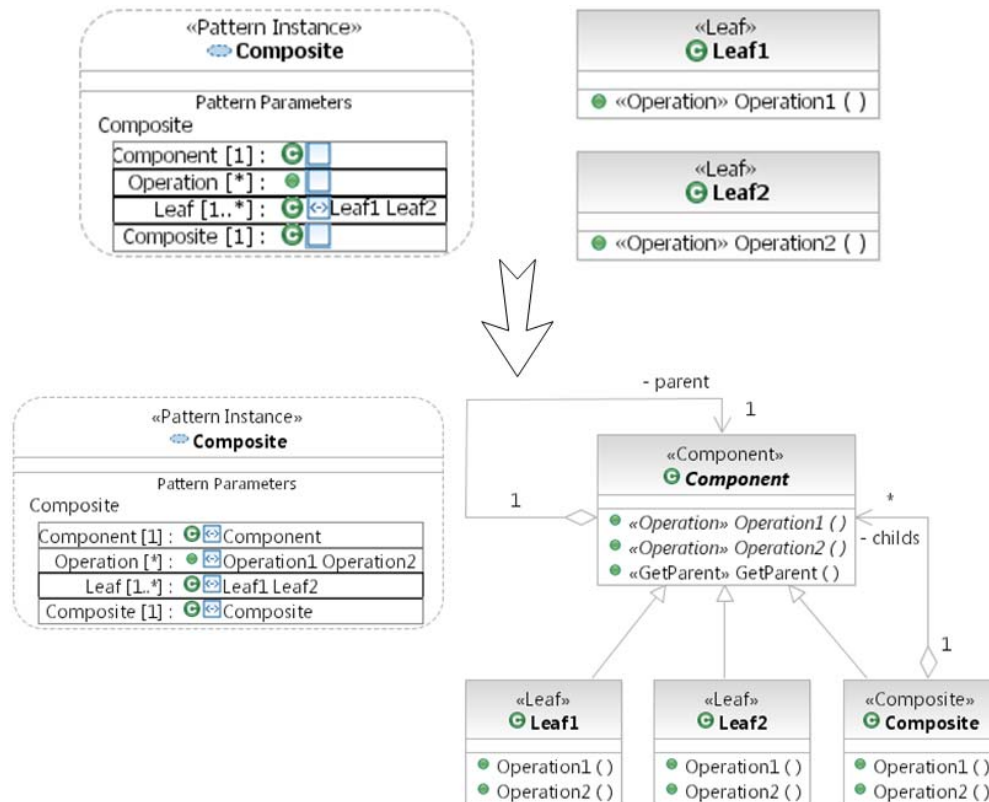 «Pattern Instance»
Composite
Pattern Parameters
Composite
Component [1] :
Operation [*] :
Leaf [1..*] : Leaf1 Leaf2
Composite [1] :
«Leaf»
Leaf1
«Operation» Operation1 ( )
«Leaf»
Leaf2
«Operation» Operation2 ( )
«Pattern Instance»
Composite
Pattern Parameters
Composite
Component [1] : Component
Operation [*] : Operation1 Operation2
Leaf [1..*] : Leaf1 Leaf2
Composite [1] : Composite
- parent
1
1
«Component»
Component
«Operation» Operation1 ( )
«Operation» Operation2 ( )
«GetParent» GetParent ( )
*
- childs
1
«Leaf»
Leaf1
Operation1 ( )
Operation2 ( )
«Leaf»
Leaf2
Operation1 ( )
Operation2 ( )
«Composite»
Composite
Operation1 ( )
Operation2 ( )